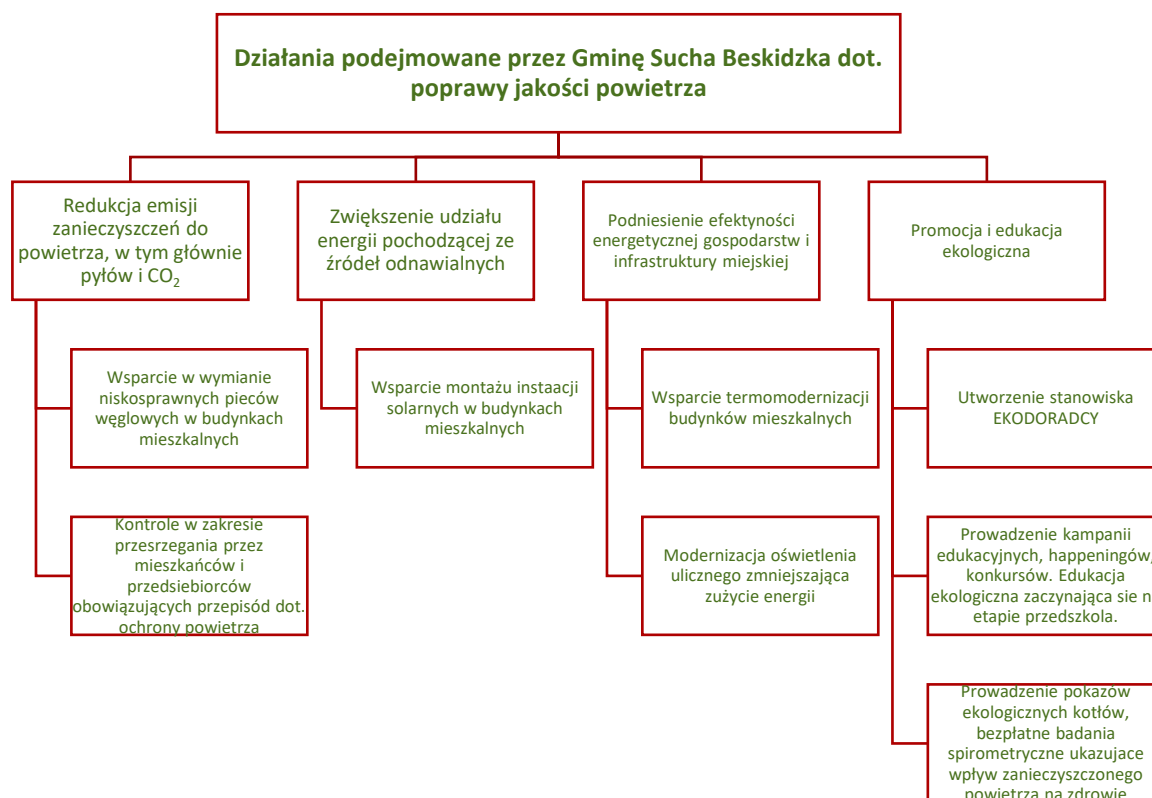 Działania podejmowane przez Gminę Sucha Beskidzka dot.
poprawy jakości powietrza
Redukcja emisji
zanieczyszczeń do
powietrza, w tym głównie
pyłów i CO₂
Zwiększenie udziału
energii pochodzącej ze
źródeł odnawialnych
Podniesienie efektyności
energetycznej gospodarstw i
infrastruktury miejskiej
Promocja i edukacja
ekologiczna
Wsparcie w wymianie
niskosprawnych pieców
węglowych w budynkach
mieszkalnych
Wsparcie montażu instaacji
solarnych w budynkach
mieszkalnych
Wsparcie termomodernizacji
budynków mieszkalnych
Utworzenie stanowiska
EKODORADCY
Kontrole w zakresie
przesrzegania przez
mieszkańców i
przedsiebiorców
obowiązujących przepisód dot.
ochrony powietrza
Modernizacja oświetlenia
ulicznego zmniejszająca
zużycie energii
Prowadzenie kampanii
edukacyjnych, happeningów,
konkursów. Edukacja
ekologiczna zaczynająca sie n
etapie przedszkola.
Prowadzenie pokazów
ekologicznych kotłów,
bezpłatne badania
spirometryczne ukazujace
wpływ zanieczyszczonego
powietrza na zdrowie